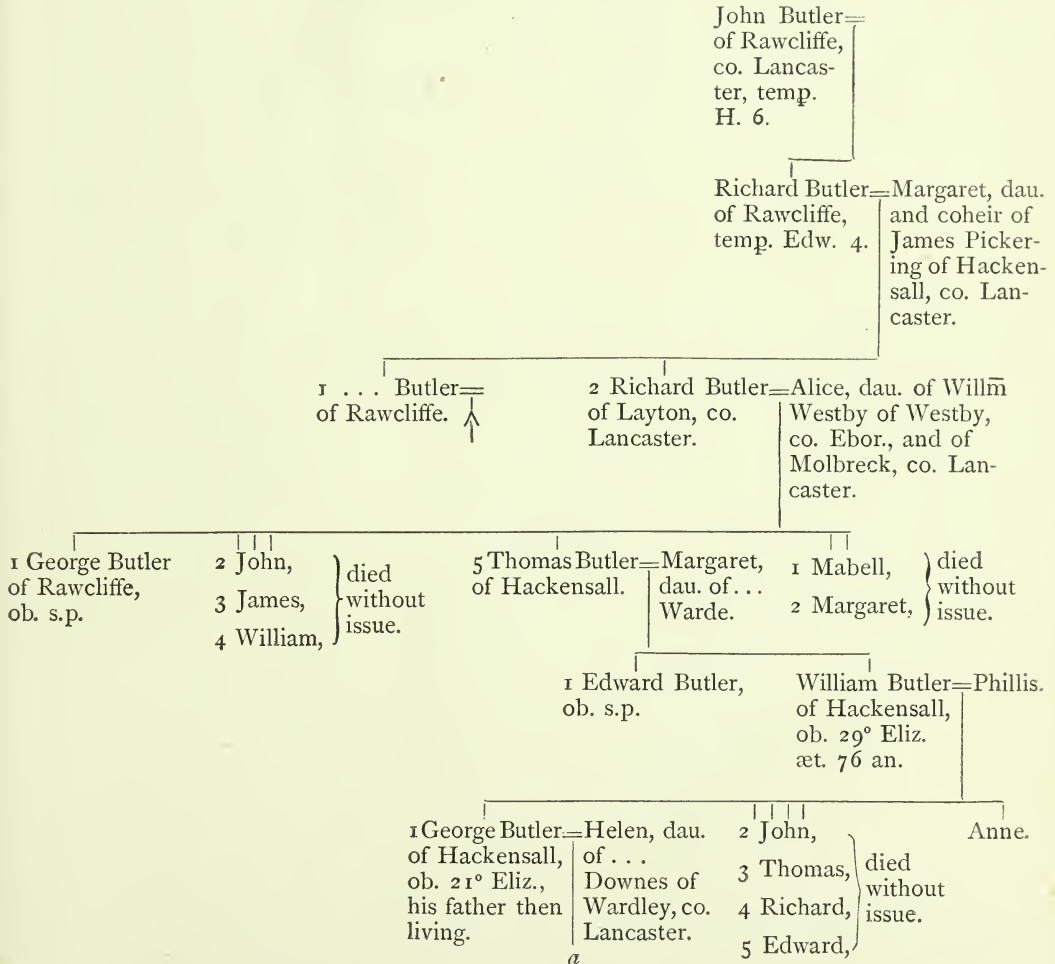 John Butler=
of Rawcliffe,
co. Lancas-
ter, temp.
H. 6.
Richard Butler=Margaret, dau.
of Rawcliffe, and coheir of
temp. Edw. 4. James Picker-
ing of Hacken-
sall, co. Lan-
caster.
1 ... Butler=
of Rawcliffe.
2 Richard Butler=Alice, dau. of Willm̄
of Layton, co. Westby of Westby,
Lancaster. co. Ebor., and of
Molbreck, co. Lan-
caster.
1 George Butler
of Rawcliffe,
ob. s.p.
2 John,
3 James,
4 William,
died
without
issue.
5 Thomas Butler=Margaret,
of Hackensall. dau. of...
Warde.
1 Mabell,
2 Margaret,
died
without
issue.
1 Edward Butler,
ob. s.p.
William Butler=Phillis.
of Hackensall,
ob. 29° Eliz.
æt. 76 an.
1 George Butler=Helen, dau.
of Hackensall, of ...
ob. 21° Eliz., Downes of
his father then Wardley, co.
living. Lancaster.
a
2 John,
3 Thomas,
4 Richard,
5 Edward,
died
without
issue.
Anne.